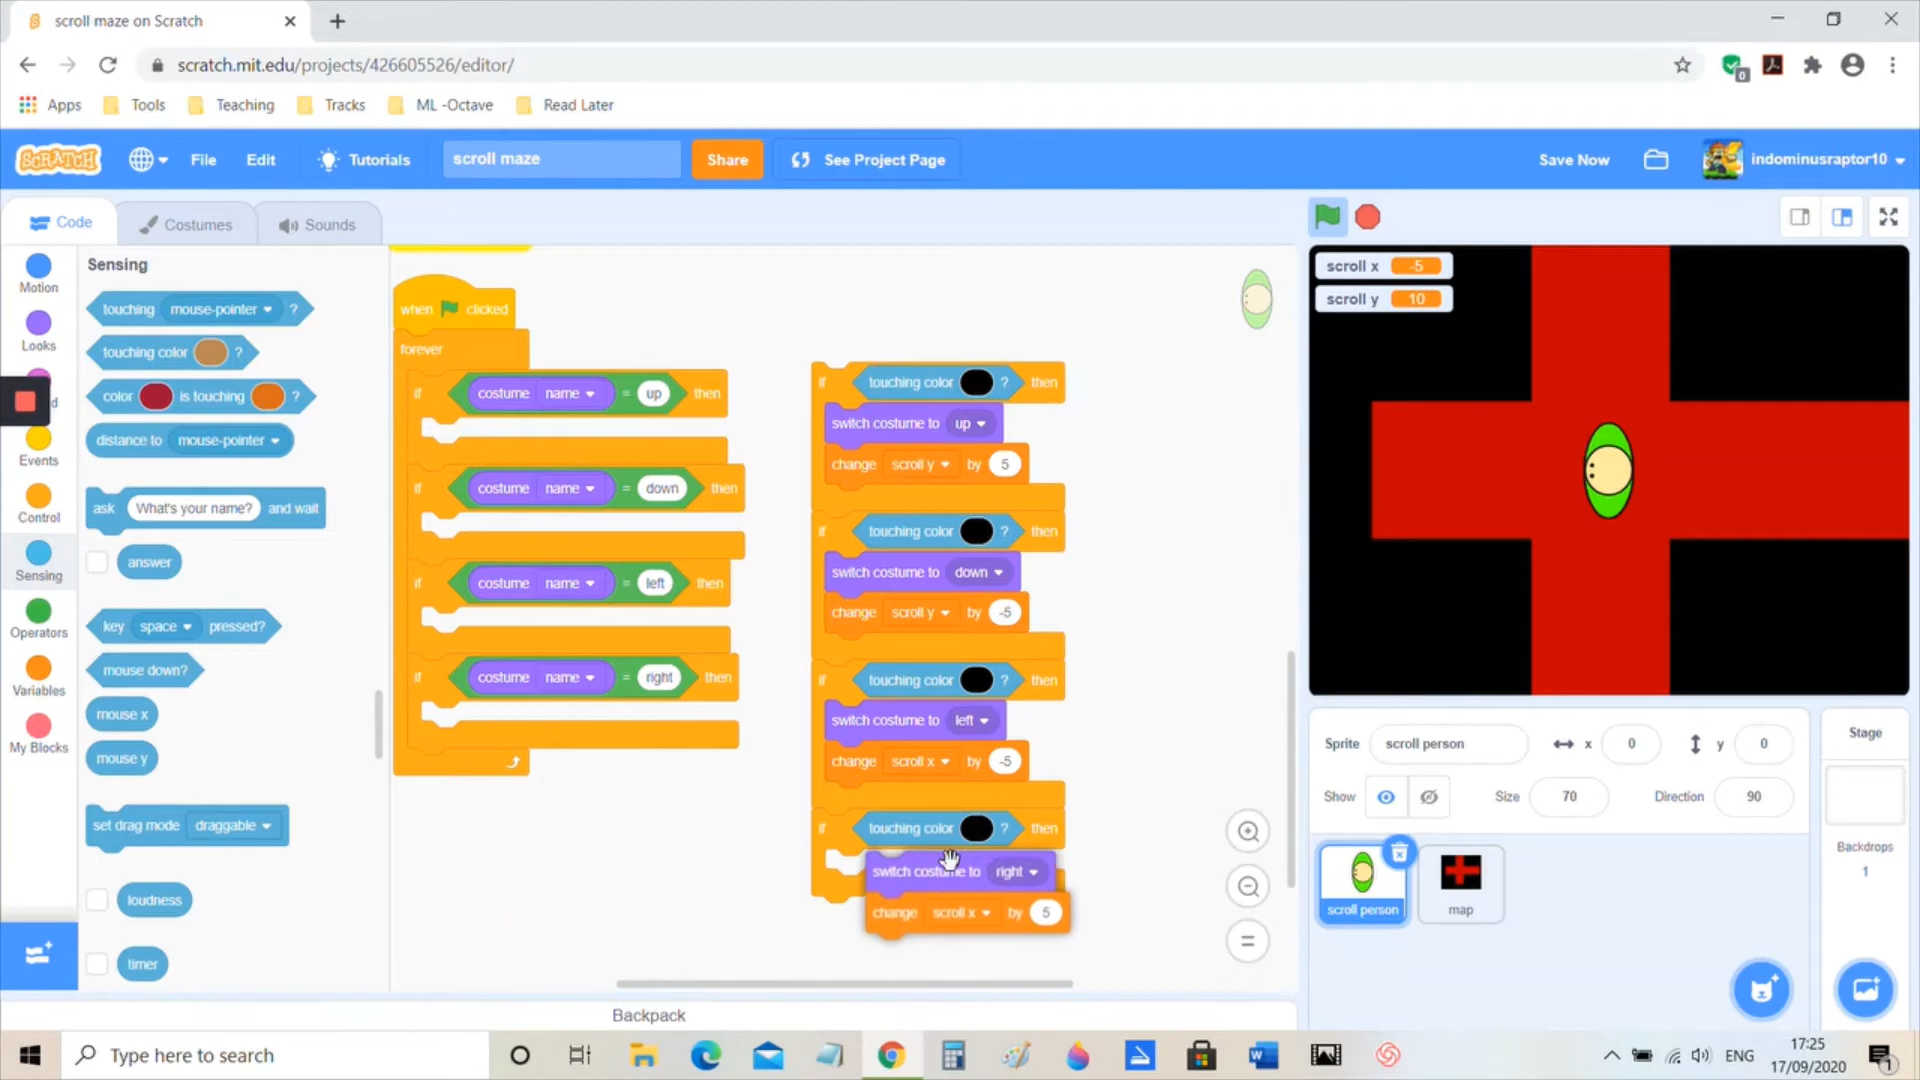 scroll maze on Scratch
scratch.mit.edu/projects/426605526/editor/
0
Apps
Tools
Teaching
Tracks
ML -Octave
Read Later
SCRATCH
File
Edit
Tutorials
scroll maze
Share
See Project Page
Save Now
indominusraptor10
Code
Costumes
Sounds
Motion
Looks
Events
Control
Sensing
Operators
Variables
My Blocks
Sensing
touching mouse-pointer ?
touching color ?
color is touching ?
distance to mouse-pointer
ask What's your name? and wait
answer
key space pressed?
mouse down?
mouse x
mouse y
set drag mode draggable
loudness
timer
when clicked
forever
if costume name = up then
if costume name = down then
if costume name = left then
if costume name = right then
if touching color ? then
switch costume to up
change scroll y by 5
if touching color ? then
switch costume to down
change scroll y by -5
if touching color ? then
switch costume to left
change scroll x by -5
if touching color ? then
switch costume to right
change scroll x by 5
Backpack
scroll x -5
scroll y 10
Sprite scroll person x 0 y 0
Show Size 70 Direction 90
scroll person
map
Stage
Backdrops
1
Type here to search
ENG
17:25
17/09/2020
1